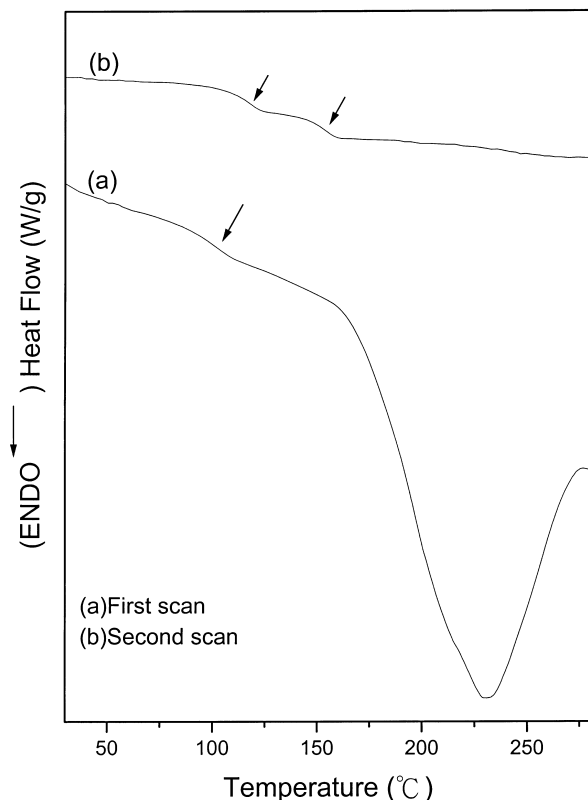 (b)
(a)
(ENDO ) Heat Flow (W/g)
(a)First scan
(b)Second scan
50 100 150 200 250
Temperature (℃)